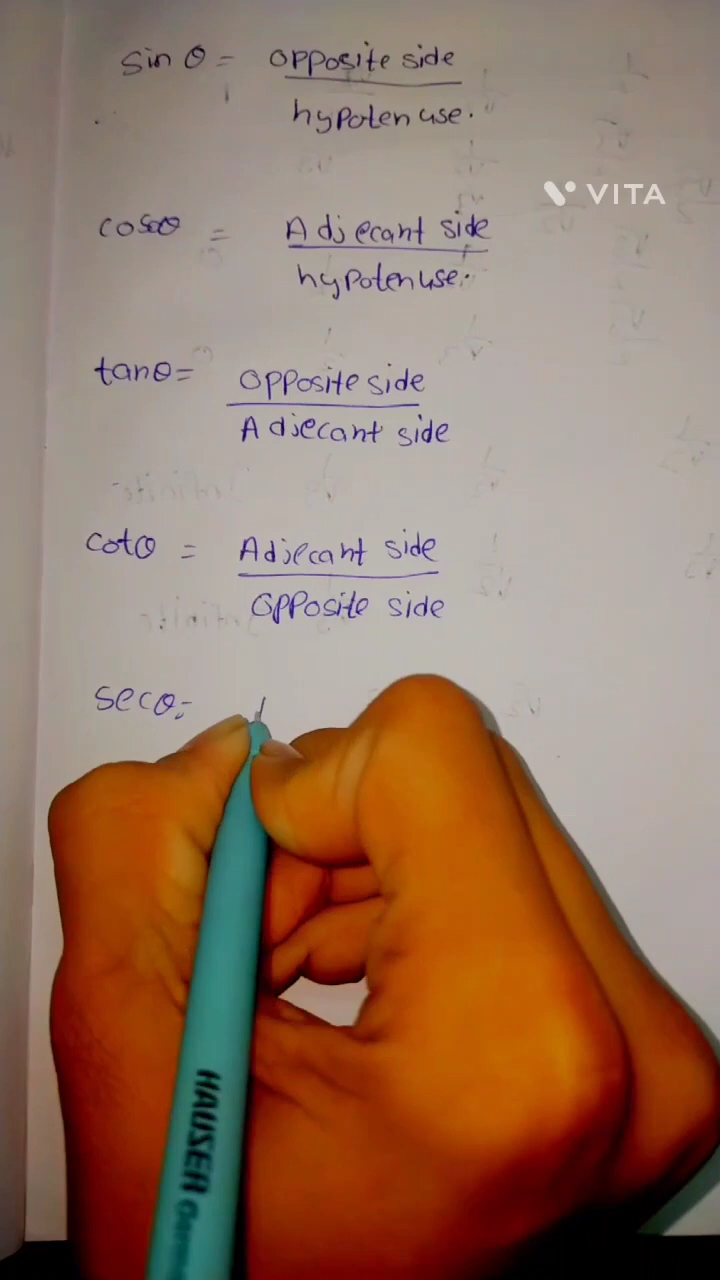 sin θ = opposite side
hypotenuse.
VITA
cosθ = Adjecant side
hypotenuse.
tanθ= opposite side
Adjecant side
cotθ = Adjecant side
opposite side
secθ=
HAUSER